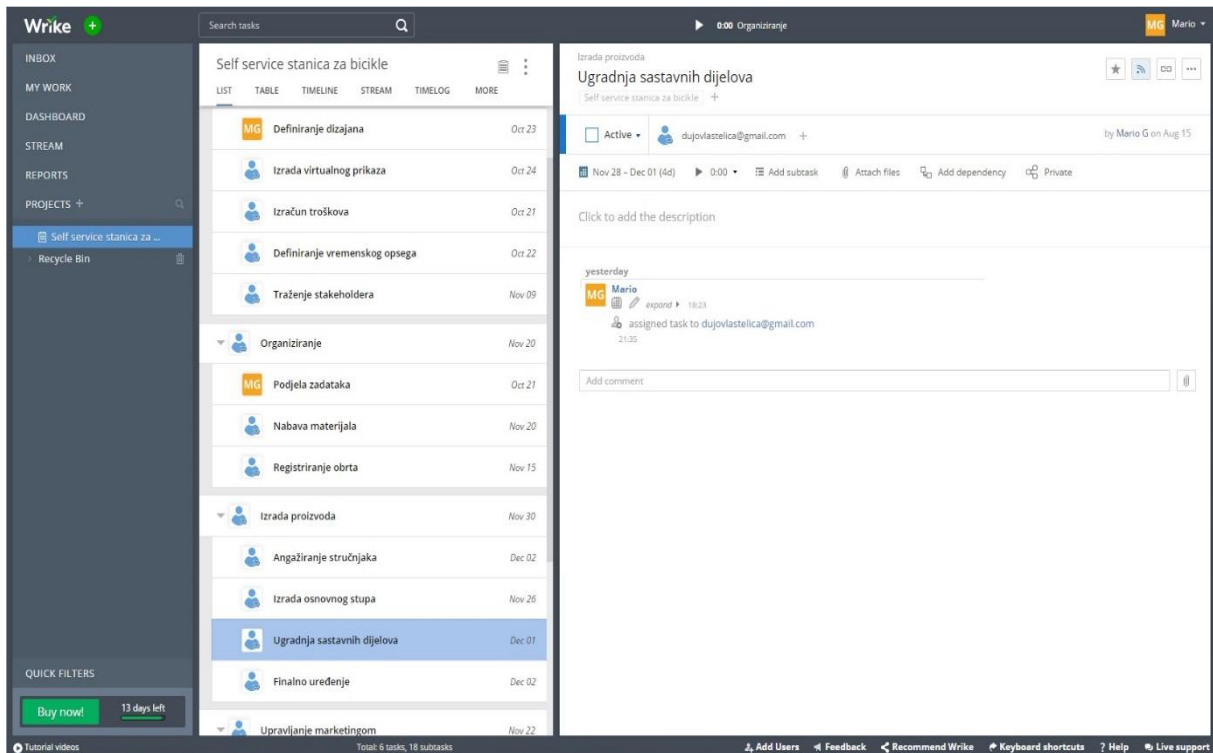 Wrike +
Search tasks
0:00 Organiziranje
MG Mario
INBOX
MY WORK
DASHBOARD
STREAM
REPORTS
PROJECTS +
Self service stanica za ...
Recycle Bin
QUICK FILTERS
Buy now! 13 days left
Self service stanica za bicikle
LIST TABLE TIMELINE STREAM TIMELOG MORE
MG Definiranje dizajna Oct 23
Izrada virtualnog prikaza Oct 24
Izračun troškova Oct 21
Definiranje vremenskog opsega Oct 22
Traženje stakeholdera Nov 09
Organiziranje Nov 20
MG Podjela zadataka Oct 21
Nabava materijala Nov 20
Registriranje obrta Nov 15
Izrada proizvoda Nov 30
Angažiranje stručnjaka Dec 02
Izrada osnovnog stupa Nov 26
Ugradnja sastavnih dijelova Dec 01
Finalno uređenje Dec 02
Upravljanje marketingom Nov 22
Izrada proizvoda
Ugradnja sastavnih dijelova
Self service stanica za bicikle +
Active dujovlastelica@gmail.com + by Mario G on Aug 15
Nov 28 – Dec 01 (4d) 0:00 Add subtask Attach files Add dependency Private
Click to add the description
yesterday
MG Mario
expand 18:23
assigned task to dujovlastelica@gmail.com
21:35
Add comment
Tutorial videos Total: 6 tasks, 18 subtasks Add Users Feedback Recommend Wrike Keyboard shortcuts ? Help Live support